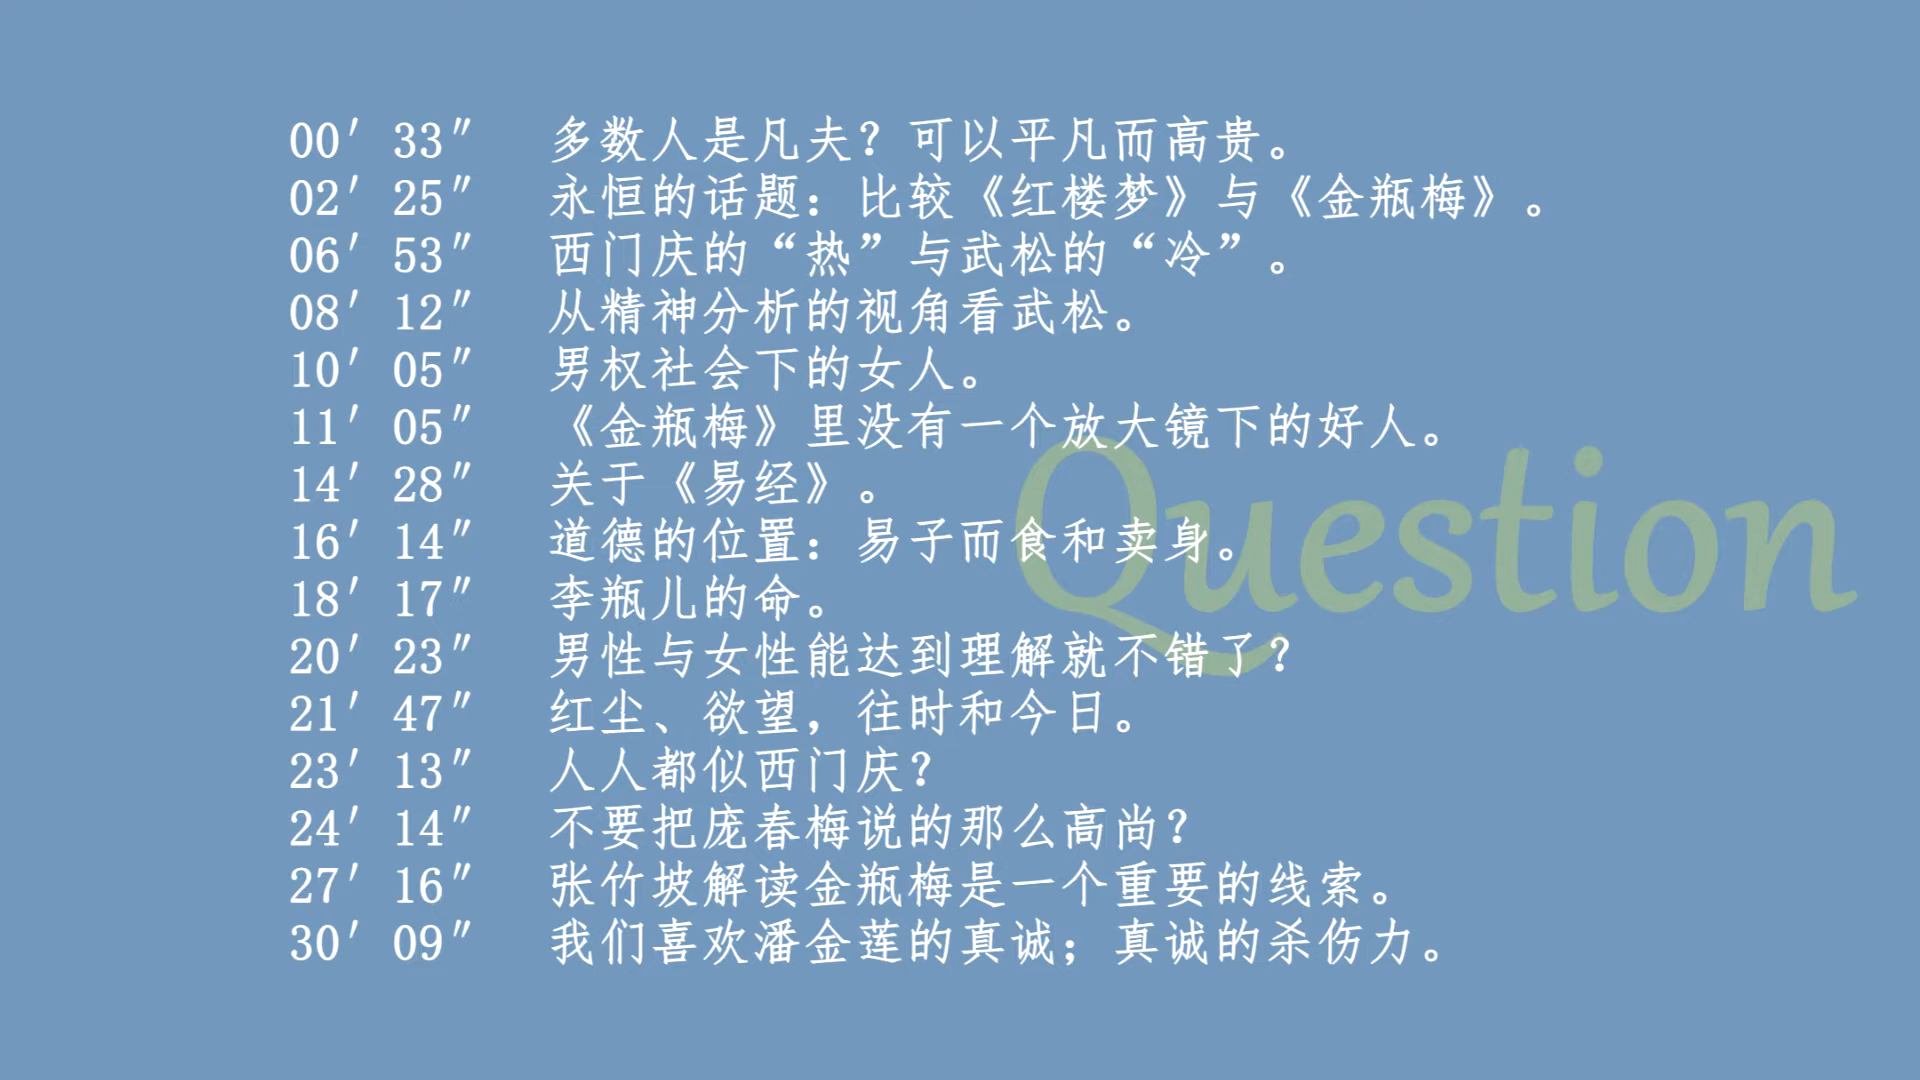 00′33″ 多数人是凡夫？可以平凡而高贵。
02′25″ 永恒的话题：比较《红楼梦》与《金瓶梅》。
06′53″ 西门庆的“热”与武松的“冷”。
08′12″ 从精神分析的视角看武松。
10′05″ 男权社会下的女人。
11′05″ 《金瓶梅》里没有一个放大镜下的好人。
14′28″ 关于《易经》。
16′14″ 道德的位置：易子而食和卖身。
18′17″ 李瓶儿的命。
20′23″ 男性与女性能达到理解就不错了？
21′47″ 红尘、欲望，往时和今日。
23′13″ 人人都似西门庆？
24′14″ 不要把庞春梅说的那么高尚？
27′16″ 张竹坡解读金瓶梅是一个重要的线索。
30′09″ 我们喜欢潘金莲的真诚；真诚的杀伤力。
Question